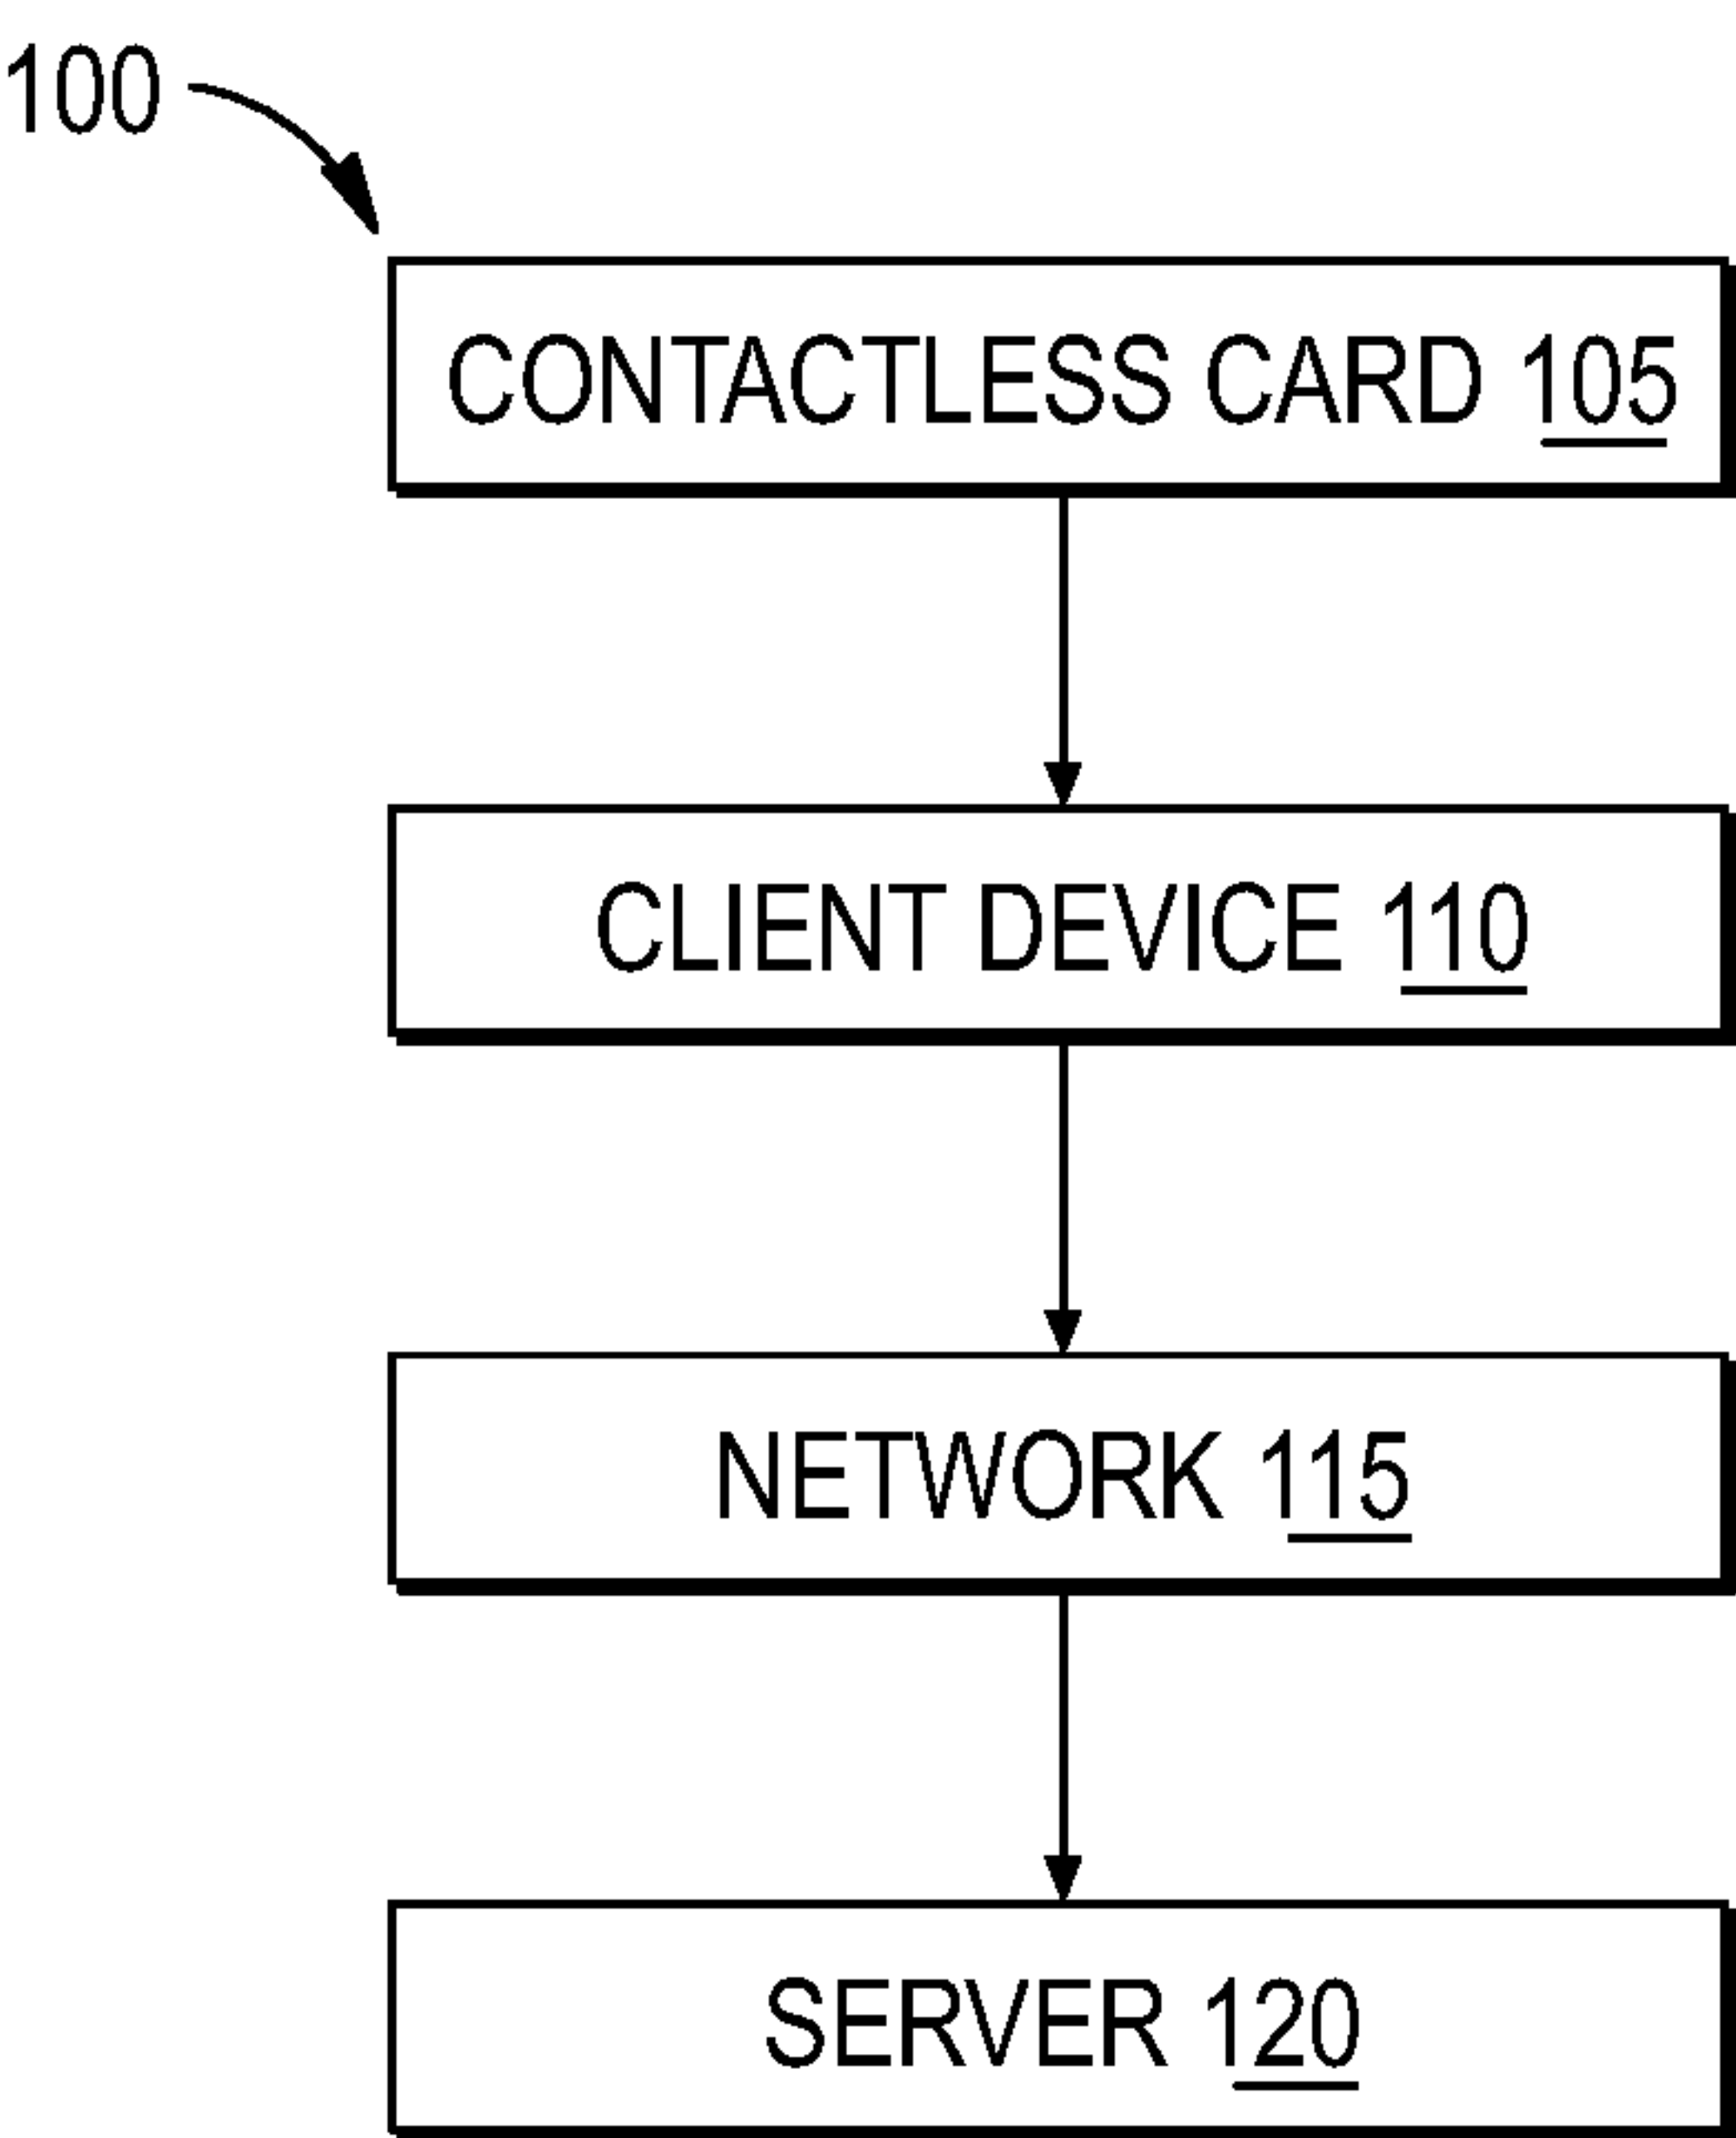 100
CONTACTLESS CARD 105
CLIENT DEVICE 110
NETWORK 115
SERVER 120